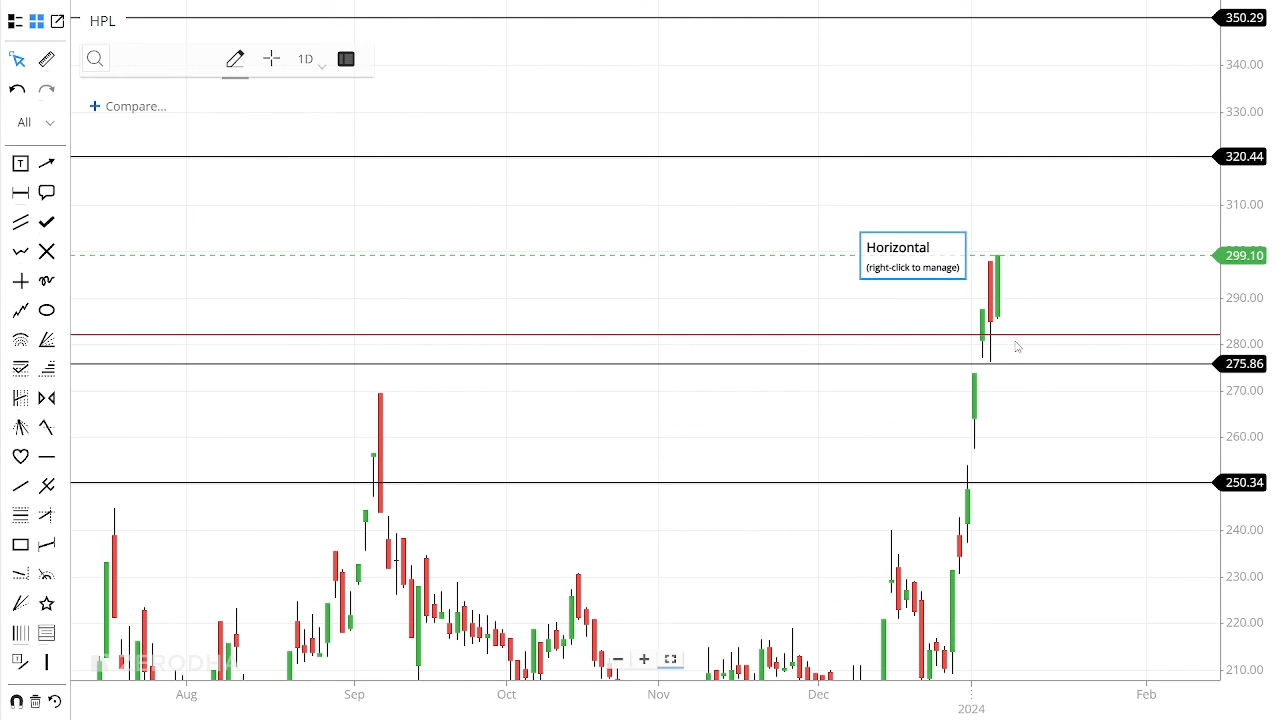 HPL
350.29
1D
340.00
Compare...
330.00
All
320.44
T
310.00
Horizontal
(right-click to manage)
299.10
290.00
280.00
275.86
270.00
260.00
250.34
240.00
230.00
220.00
ZERODHA
210.00
Aug
Sep
Oct
Nov
Dec
2024
Feb